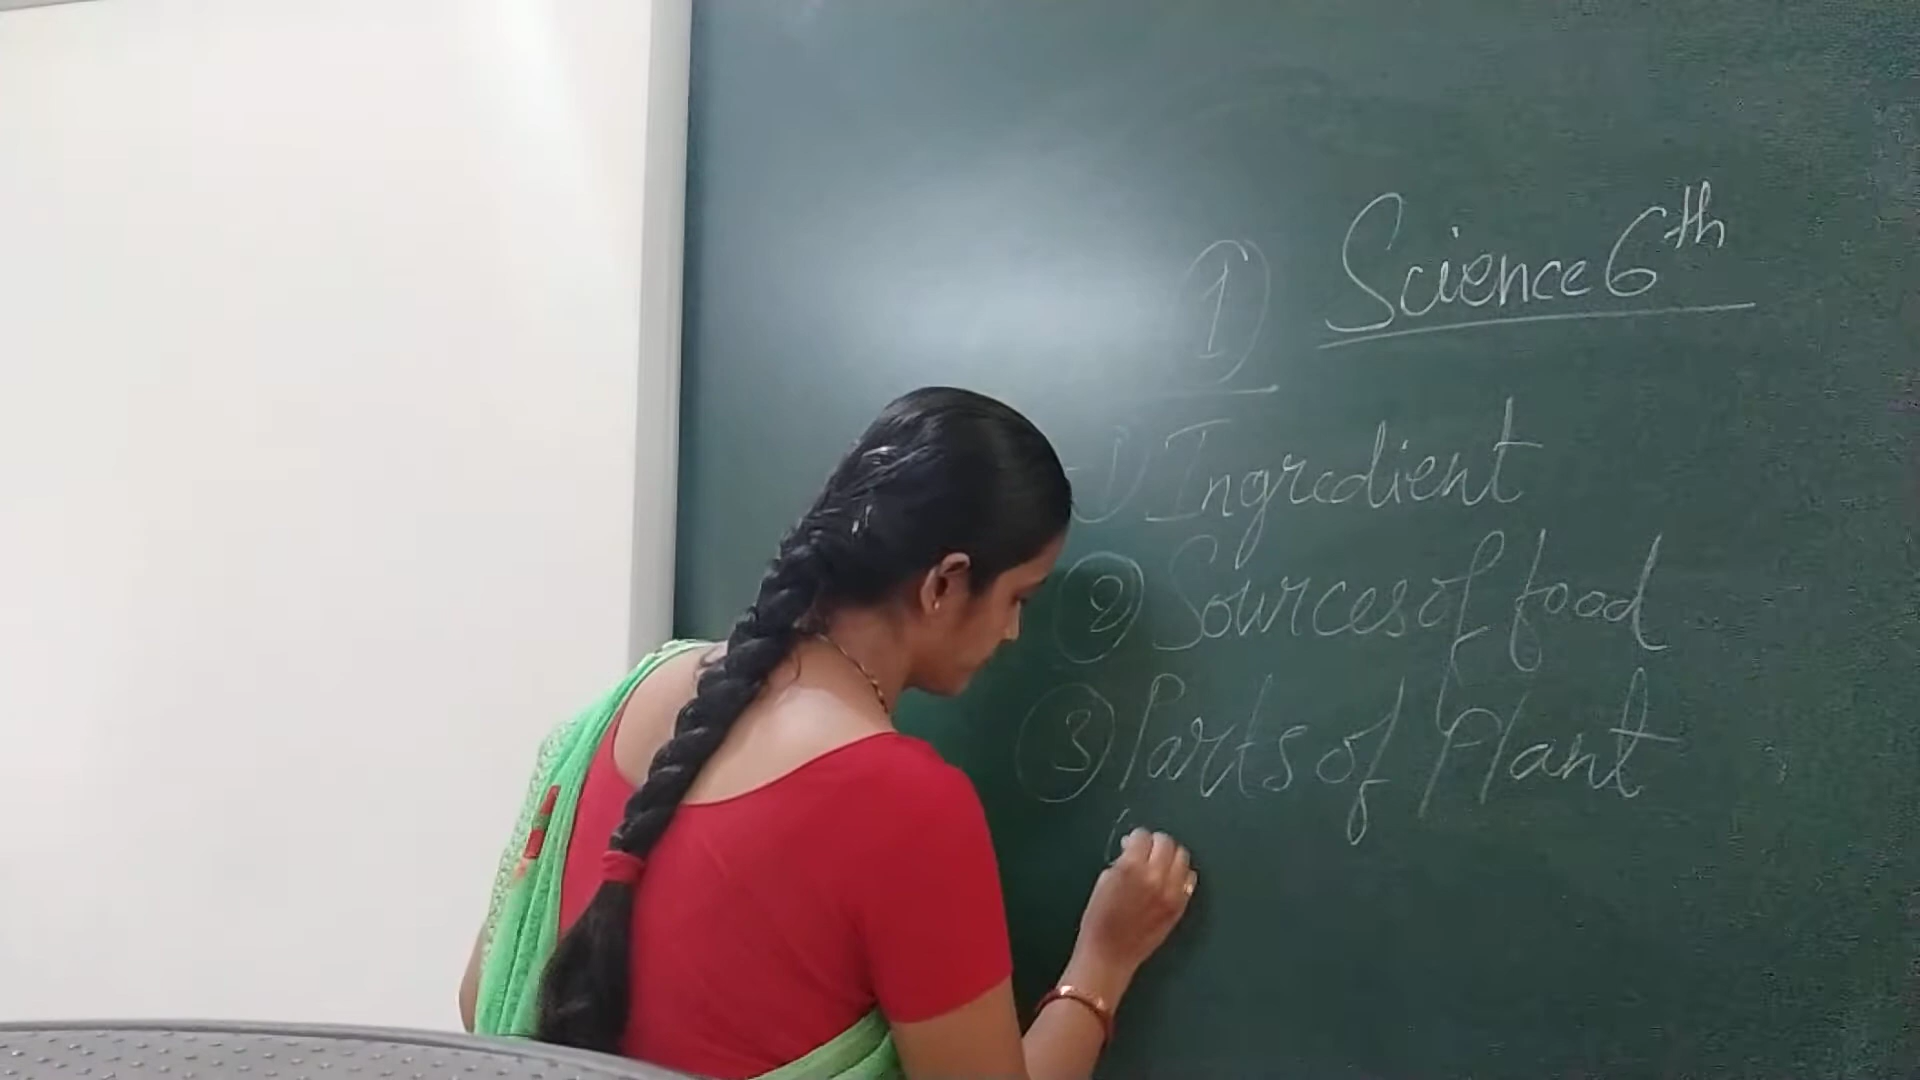 ① Science 6th
① Ingredient
② Sources of food
③ Parts of Plant